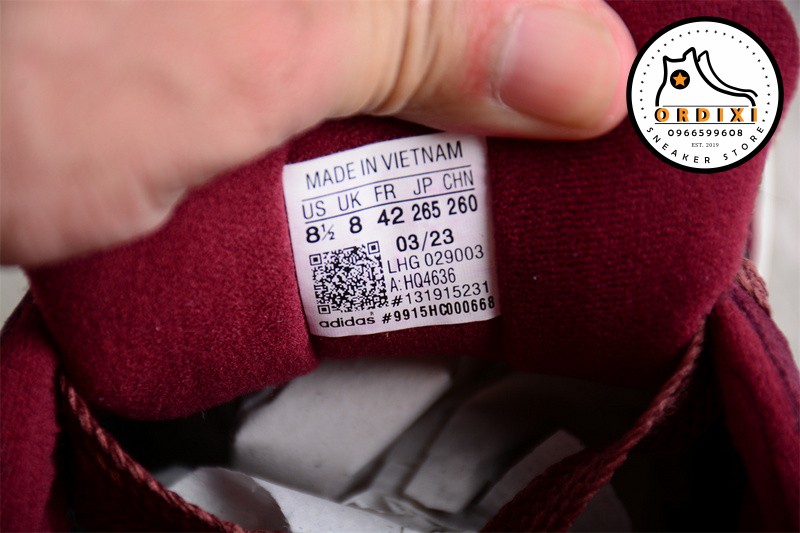 MADE IN VIETNAM
US UK FR JP CHN
8½ 8 42 265 260
03/23
LHG 029003
A: HQ4636
#131915231
adidas® #9915HC000668
ORDIXI
0966599608
EST. 2019
SNEAKER STORE